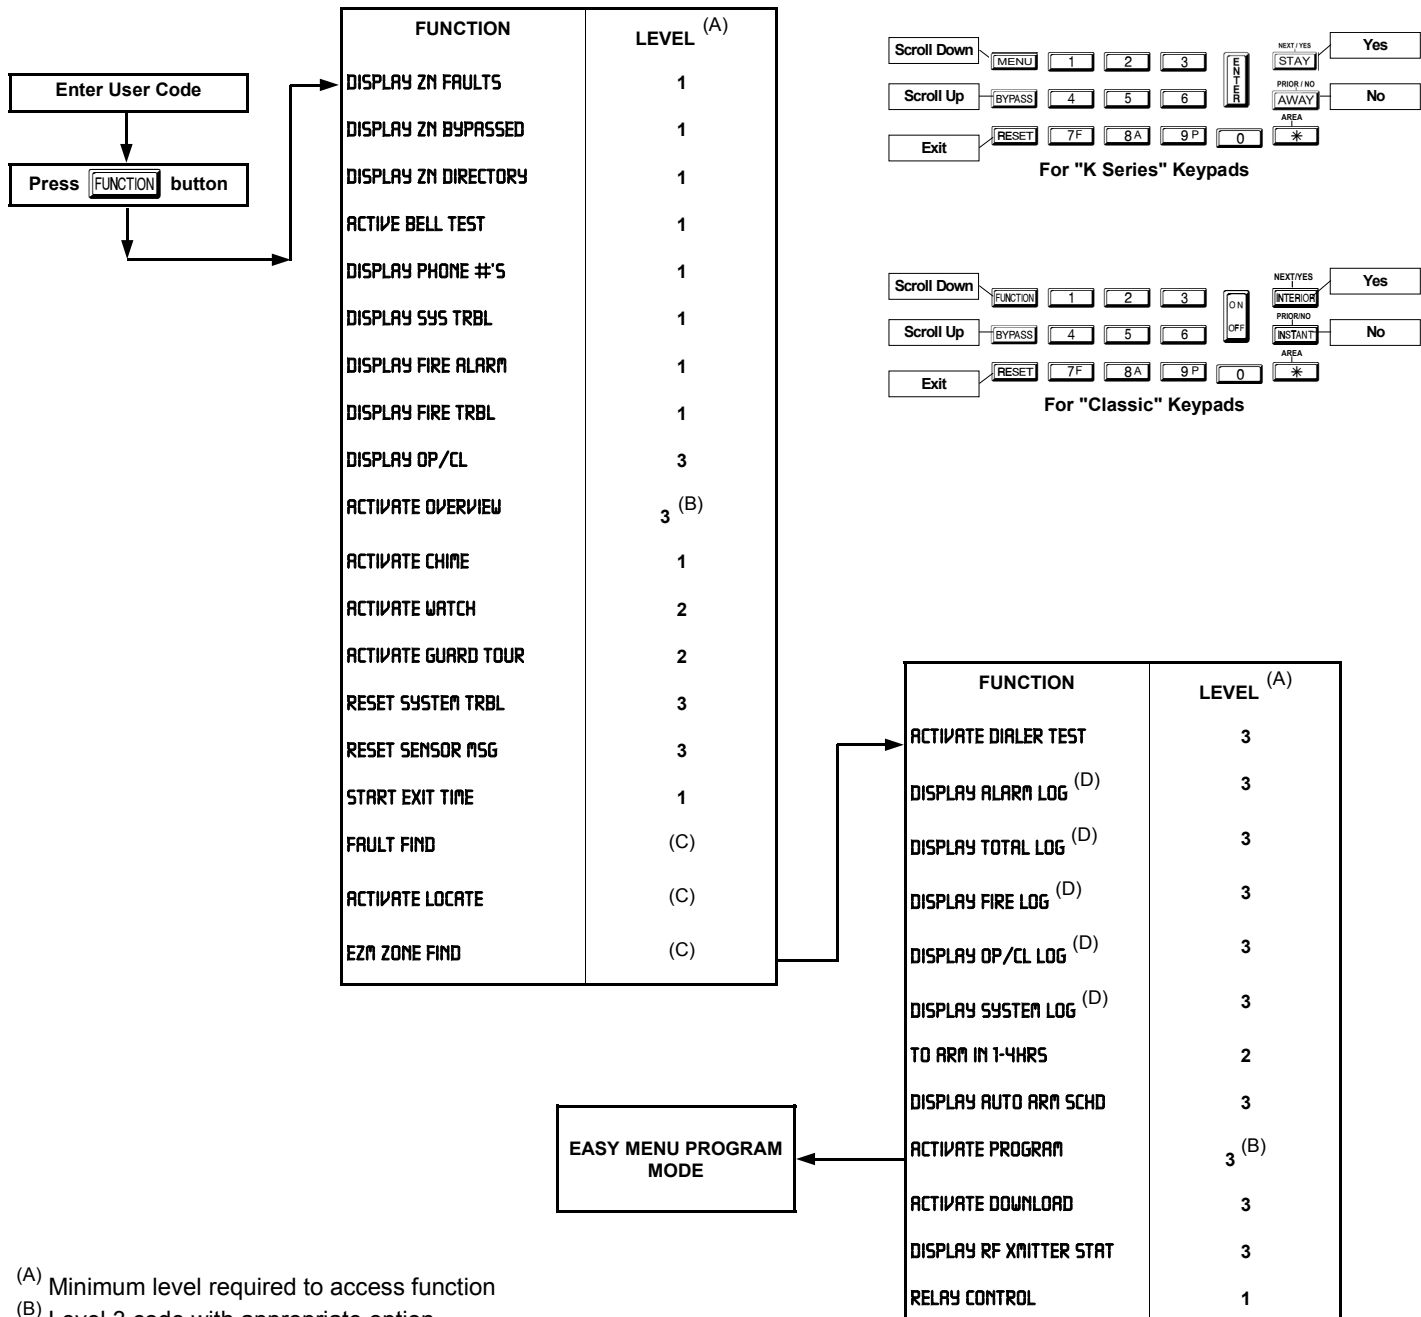 Enter User Code
Press FUNCTION button
FUNCTION LEVEL (A)
DISPLAY ZN FAULTS 1
DISPLAY ZN BYPASSED 1
DISPLAY ZN DIRECTORY 1
ACTIVE BELL TEST 1
DISPLAY PHONE #'S 1
DISPLAY SYS TRBL 1
DISPLAY FIRE ALARM 1
DISPLAY FIRE TRBL 1
DISPLAY OP/CL 3
ACTIVATE OVERVIEW 3 (B)
ACTIVATE CHIME 1
ACTIVATE WATCH 2
ACTIVATE GUARD TOUR 2
RESET SYSTEM TRBL 3
RESET SENSOR MSG 3
START EXIT TIME 1
FAULT FIND (C)
ACTIVATE LOCATE (C)
EZM ZONE FIND (C)
NEXT / YES
Scroll Down MENU 1 2 3 ENTER STAY Yes
PRIOR / NO
Scroll Up BYPASS 4 5 6 AWAY No
AREA
Exit RESET 7F 8A 9P 0 *
For "K Series" Keypads
NEXT/YES
Scroll Down FUNCTION 1 2 3 ON OFF INTERIOR Yes
PRIOR/NO
Scroll Up BYPASS 4 5 6 INSTANT No
AREA
Exit RESET 7F 8A 9P 0 *
For "Classic" Keypads
FUNCTION LEVEL (A)
ACTIVATE DIALER TEST 3
DISPLAY ALARM LOG (D) 3
DISPLAY TOTAL LOG (D) 3
DISPLAY FIRE LOG (D) 3
DISPLAY OP/CL LOG (D) 3
DISPLAY SYSTEM LOG (D) 3
TO ARM IN 1-4HRS 2
DISPLAY AUTO ARM SCHD 3
ACTIVATE PROGRAM 3 (B)
ACTIVATE DOWNLOAD 3
DISPLAY RF XMITTER STAT 3
RELAY CONTROL 1
EASY MENU PROGRAM
MODE
(A) Minimum level required to access function
(B) Level 3 code with appropriate option